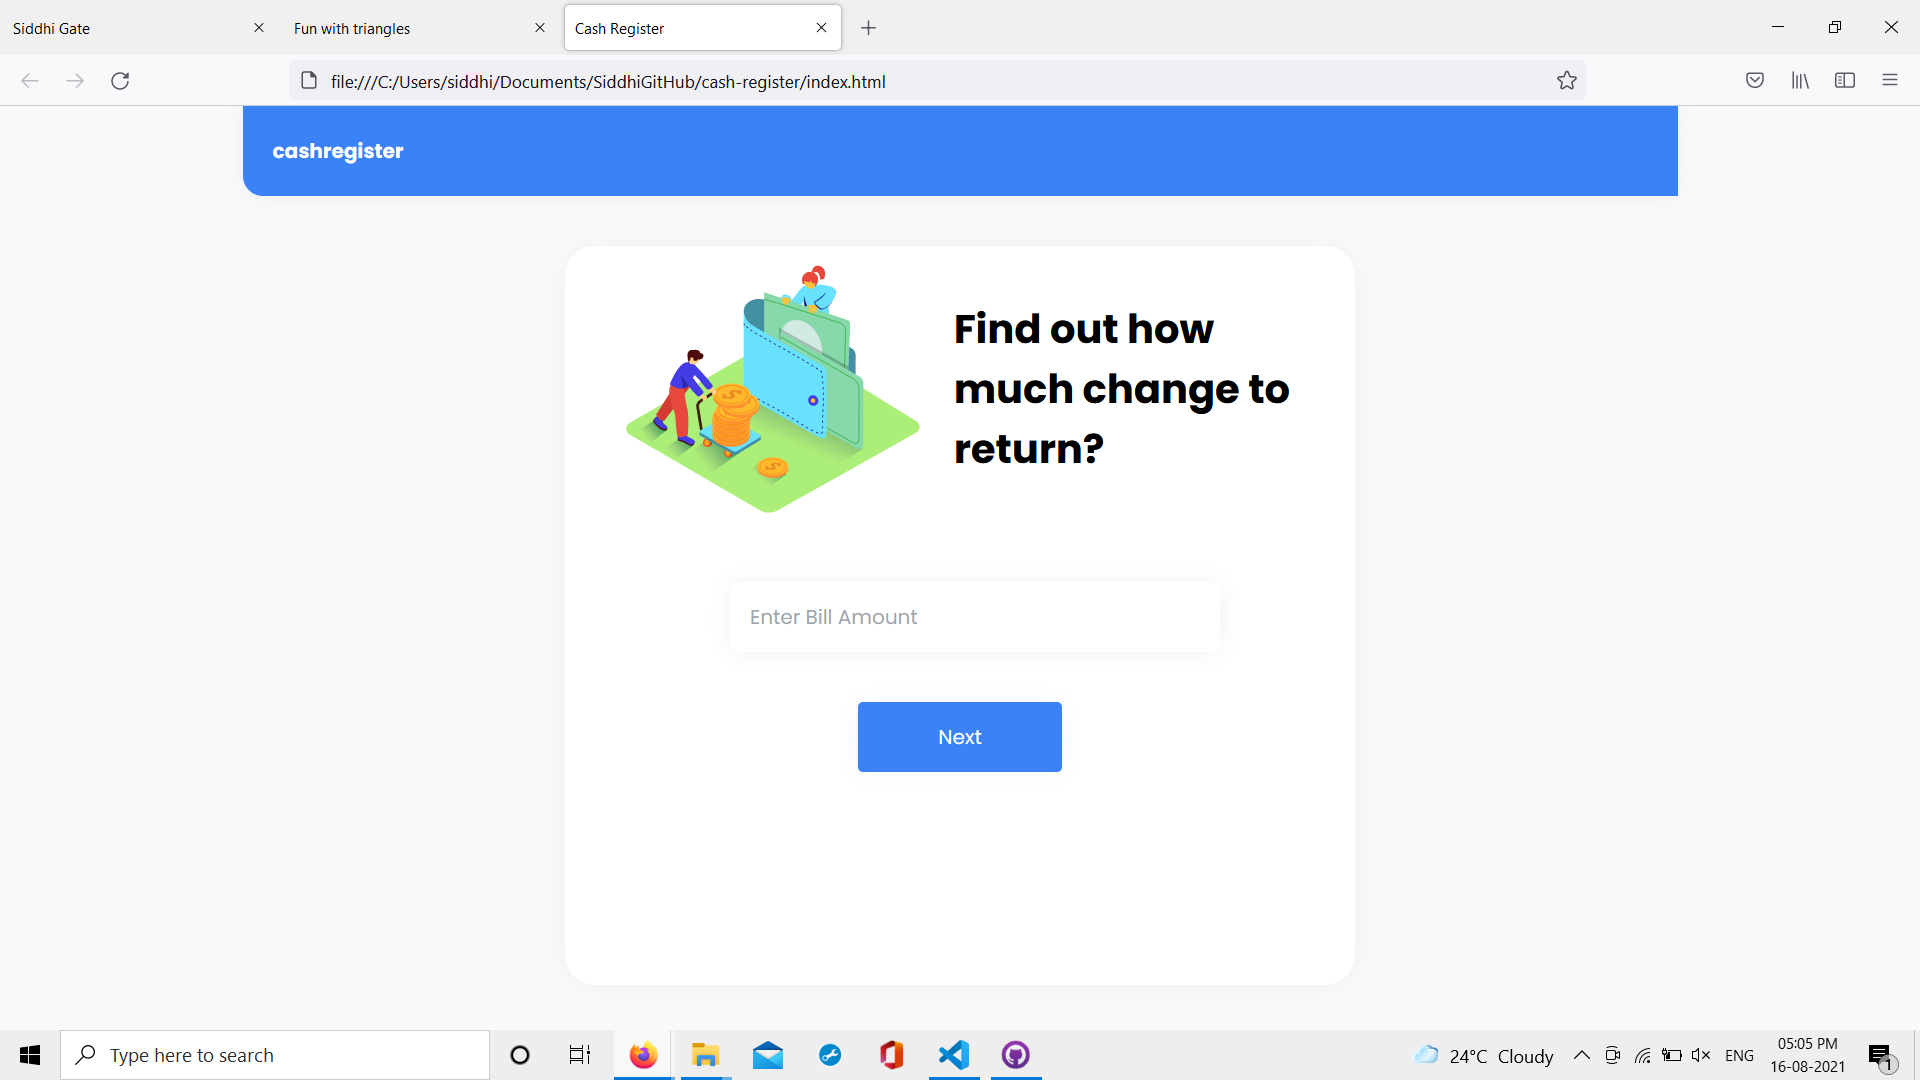 Siddhi Gate
Fun with triangles
Cash Register
file:///C:/Users/siddhi/Documents/SiddhiGitHub/cash-register/index.html
cashregister
Find out how
much change to
return?
Enter Bill Amount
Next
Type here to search
24°C Cloudy
ENG
05:05 PM
16-08-2021
1